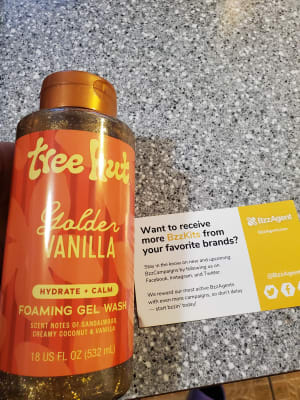 tree hut
Golden
VANILLA
HYDRATE + CALM
FOAMING GEL WASH
SCENT NOTES OF SANDALWOOD,
CREAMY COCONUT & VANILLA
18 US FL OZ (532 mL)
Want to receive
more BzzKits from
your favorite brands?
Stay in the know on new and upcoming
BzzCampaigns by following us on
Facebook, Instagram, and Twitter.
We reward our most active BzzAgents
with even more campaigns, so don't delay
— start bzzin' today!
BzzAgent
@BzzAgent